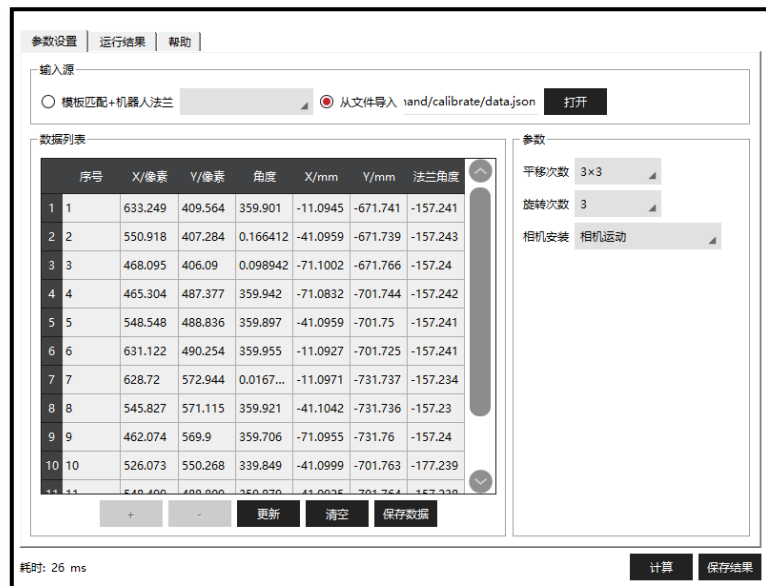 参数设置 运行结果 帮助
输入源
模板匹配+机器人法兰 从文件导入 ıand/calibrate/data.json 打开
数据列表 参数
序号 X/像素 Y/像素 角度 X/mm Y/mm 法兰角度
平移次数 3×3
旋转次数 3
相机安装 相机运动
1 1 633.249 409.564 359.901 -11.0945 -671.741 -157.241
2 2 550.918 407.284 0.166412 -41.0959 -671.739 -157.243
3 3 468.095 406.09 0.098942 -71.1002 -671.766 -157.24
4 4 465.304 487.377 359.942 -71.0832 -701.744 -157.242
5 5 548.548 488.836 359.897 -41.0959 -701.75 -157.241
6 6 631.122 490.254 359.955 -11.0927 -701.725 -157.241
7 7 628.72 572.944 0.0167... -11.0971 -731.737 -157.234
8 8 545.827 571.115 359.921 -41.1042 -731.736 -157.23
9 9 462.074 569.9 359.706 -71.0955 -731.76 -157.24
10 10 526.073 550.268 339.849 -41.0999 -701.763 -177.239
11 11
+ - 更新 清空 保存数据
耗时: 26 ms 计算 保存结果